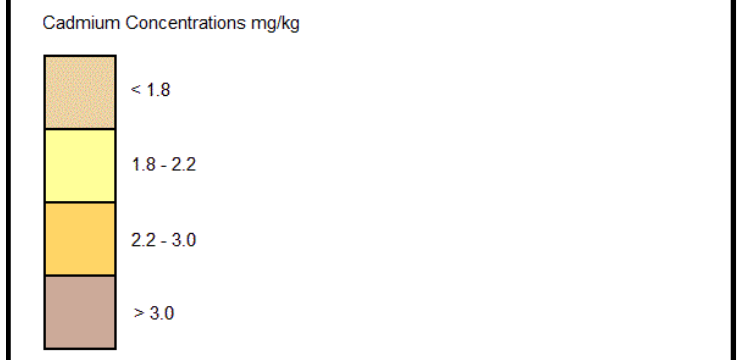 Cadmium Concentrations mg/kg
< 1.8
1.8 - 2.2
2.2 - 3.0
> 3.0